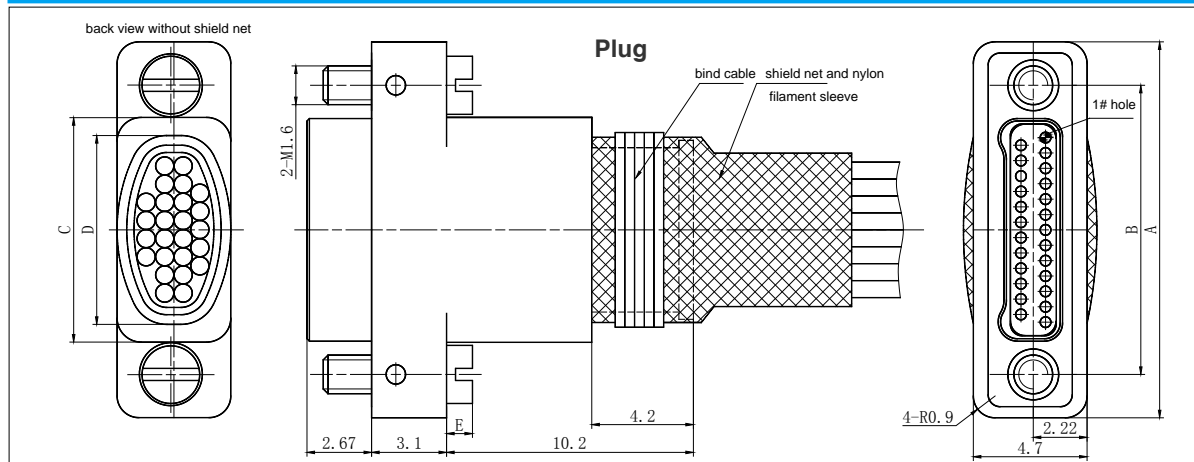 back view without shield net
Plug
bind cable
shield net and nylon
filament sleeve
1# hole
2-M1.6
C
D
B
A
E
4.2
4-R0.9
2.67
3.1
10.2
2.22
4.7